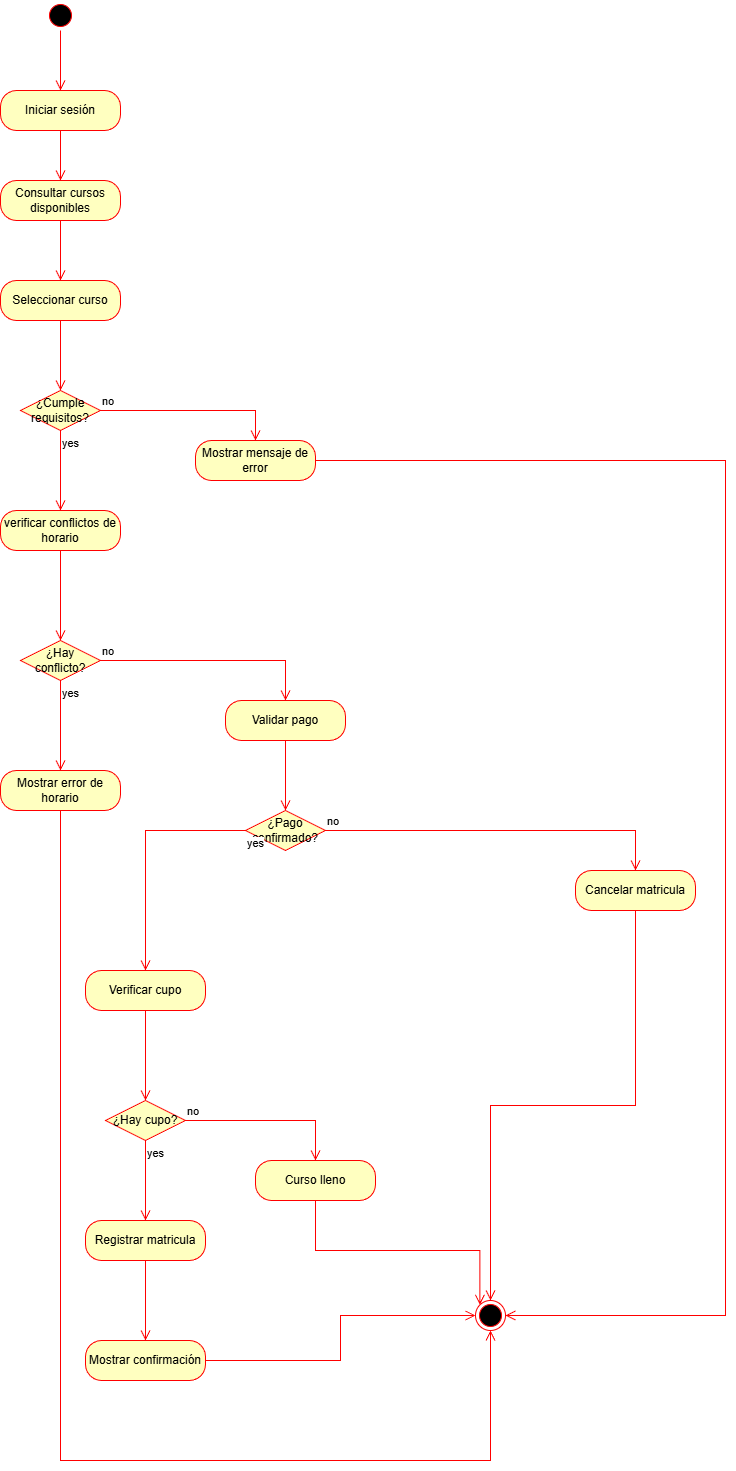 Iniciar sesión
Consultar cursos
disponibles
Seleccionar curso
¿Cumple
requisitos?
no
yes
Mostrar mensaje de
error
verificar conflictos de
horario
¿Hay
conflicto?
no
yes
Validar pago
Mostrar error de
horario
¿Pago
confirmado?
no
yes
Cancelar matricula
Verificar cupo
¿Hay cupo?
no
yes
Curso lleno
Registrar matricula
Mostrar confirmación